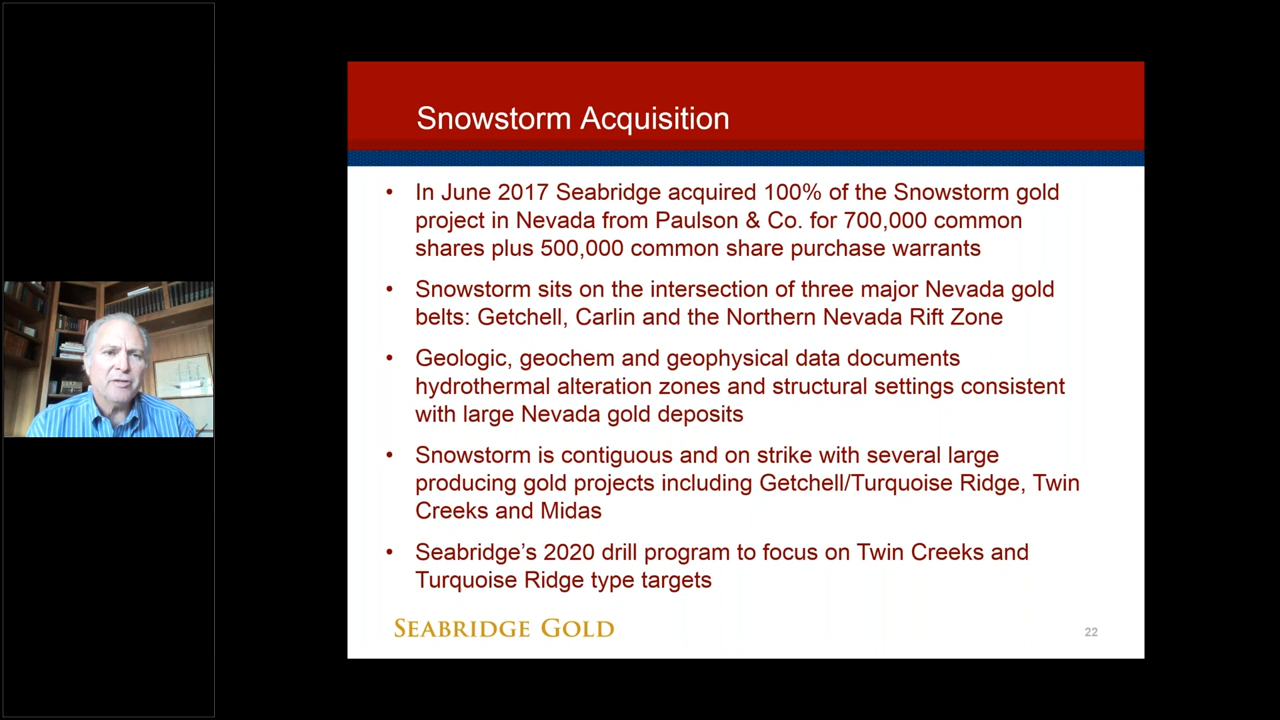 Snowstorm Acquisition
• In June 2017 Seabridge acquired 100% of the Snowstorm gold
project in Nevada from Paulson & Co. for 700,000 common
shares plus 500,000 common share purchase warrants
• Snowstorm sits on the intersection of three major Nevada gold
belts: Getchell, Carlin and the Northern Nevada Rift Zone
• Geologic, geochem and geophysical data documents
hydrothermal alteration zones and structural settings consistent
with large Nevada gold deposits
• Snowstorm is contiguous and on strike with several large
producing gold projects including Getchell/Turquoise Ridge, Twin
Creeks and Midas
• Seabridge’s 2020 drill program to focus on Twin Creeks and
Turquoise Ridge type targets
SEABRIDGE GOLD
22